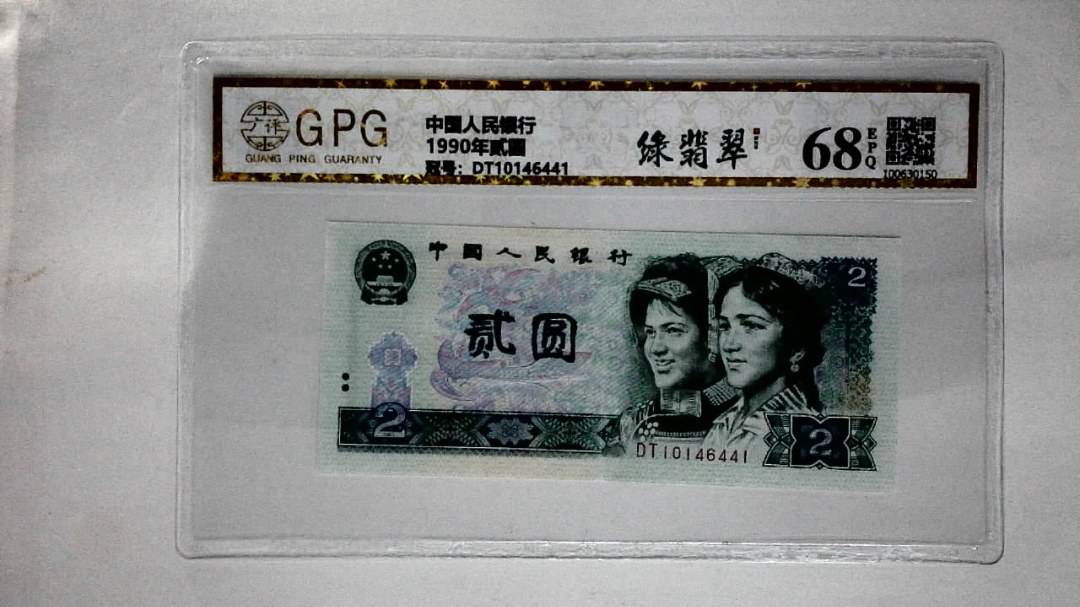 广评
GPG
GUANG PING GUARANTY
中国人民银行
1990年贰圆
冠号：DT10146441
绿翡翠
68
EPQ
100630150
中国人民银行
2
贰圆
2
2
DT10146441